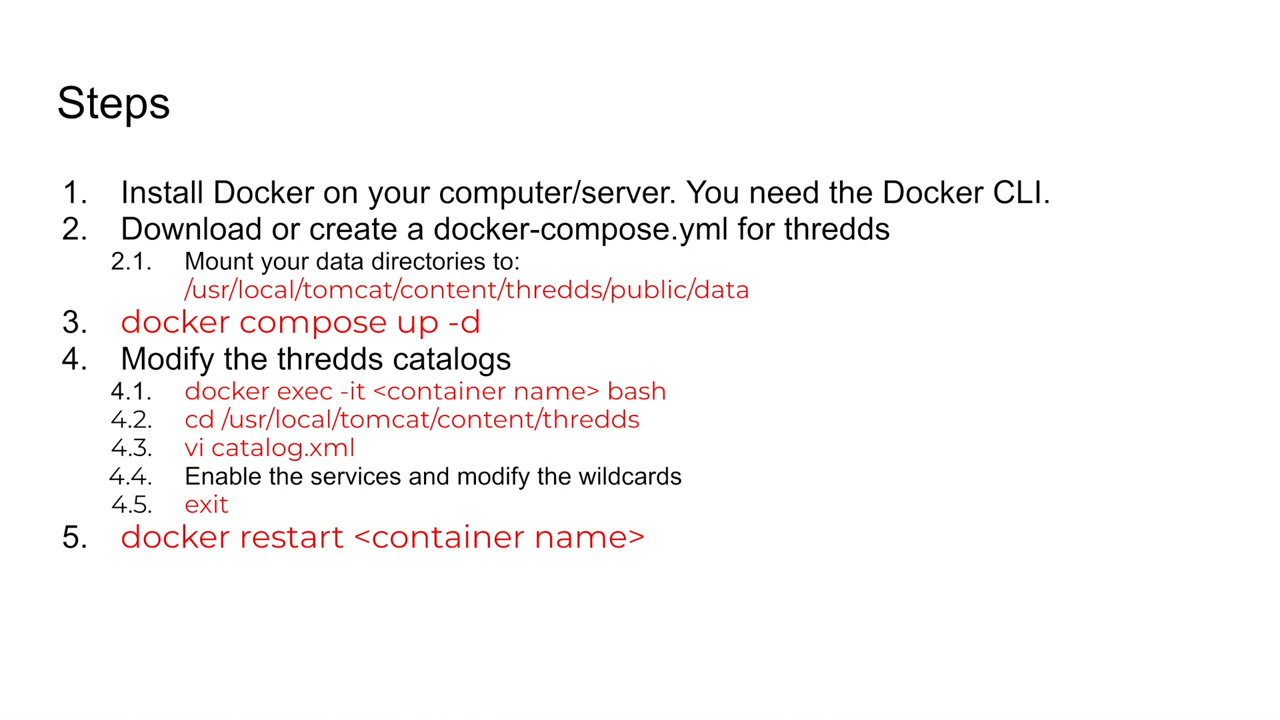 Steps
1. Install Docker on your computer/server. You need the Docker CLI.
2. Download or create a docker-compose.yml for thredds
2.1. Mount your data directories to:
/usr/local/tomcat/content/thredds/public/data
3. docker compose up -d
4. Modify the thredds catalogs
4.1. docker exec -it <container name> bash
4.2. cd /usr/local/tomcat/content/thredds
4.3. vi catalog.xml
4.4. Enable the services and modify the wildcards
4.5. exit
5. docker restart <container name>